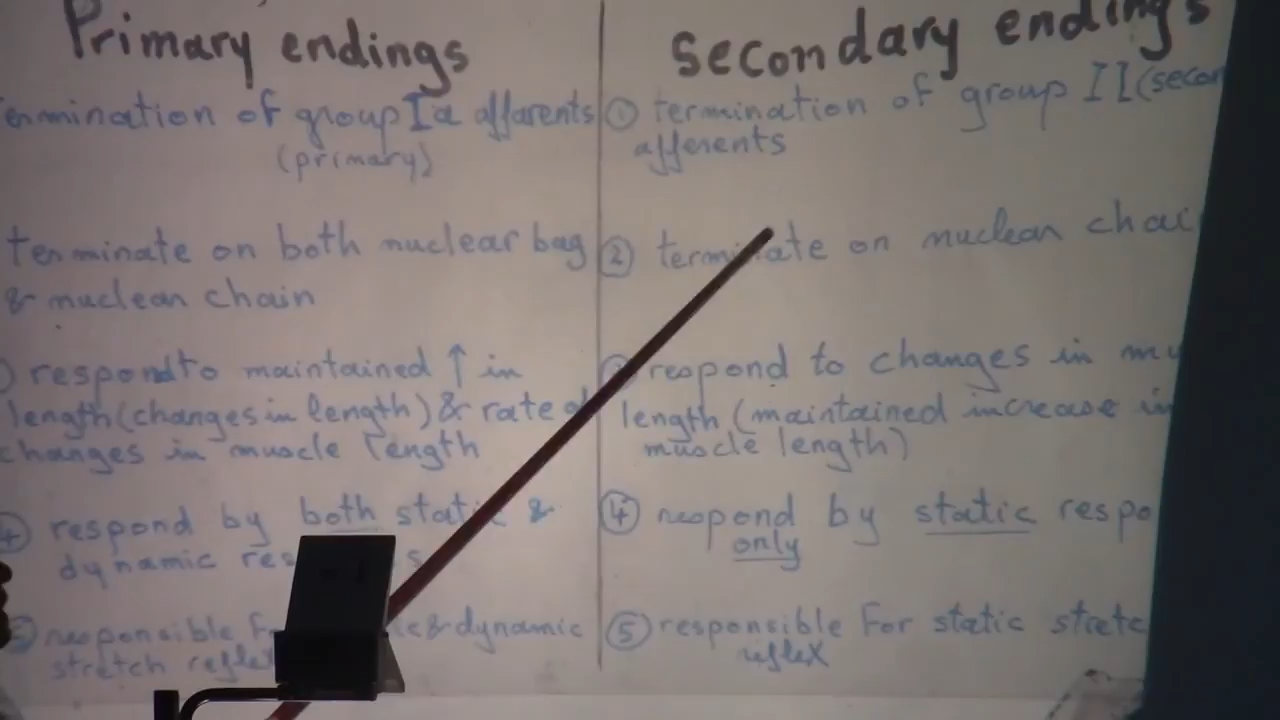 Primary endings
ermination of group Ia affarents
(primary)
terminate on both nuclear bag
& nuclear chain
respond to maintained ↑ in
length (changes in length) & rate of
changes in muscle length
④ respond by both static &
dynamic res s
responsible F c & dynamic
stretch reflex
Secondary endings
① termination of group II (secon
afferents
② terminate on nuclear chai
respond to changes in mu
length (maintained increase in
muscle length)
④ respond by static respo
only
⑤ responsible For static stretc
reflex